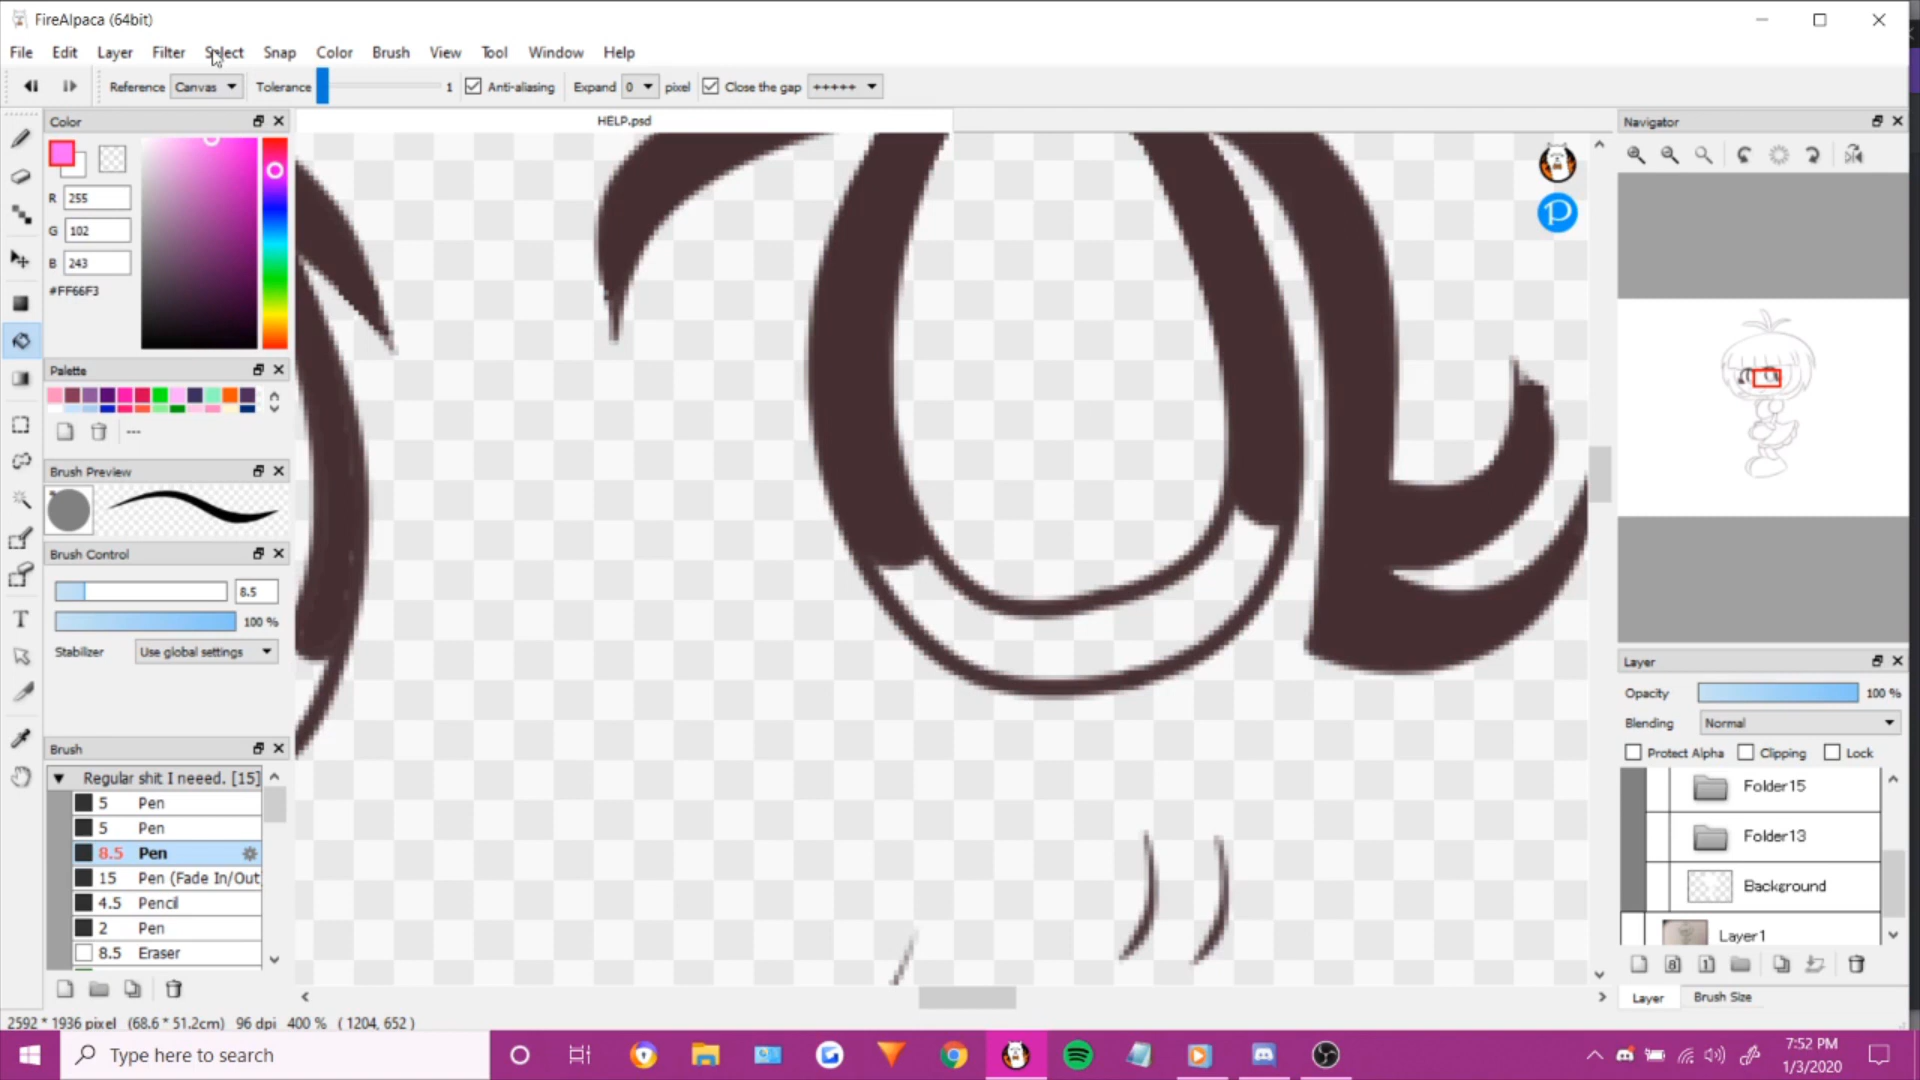 FireAlpaca (64bit)
File Edit Layer Filter Select Snap Color Brush View Tool Window Help
Reference Canvas Tolerance 1 Anti-aliasing Expand 0 pixel Close the gap +++++
Color
HELP.psd
Navigator
R 255
G 102
B 243
#FF66F3
Palette
---
Brush Preview
Brush Control
8.5
100 %
Stabilizer Use global settings
Brush
Regular shit I neeed. [15]
5 Pen
5 Pen
8.5 Pen
15 Pen (Fade In/Out
4.5 Pencil
2 Pen
8.5 Eraser
Layer
Opacity 100 %
Blending Normal
Protect Alpha Clipping Lock
Folder15
Folder13
Background
Layer1
8 1
Layer Brush Size
2592 * 1936 pixel (68.6 * 51.2cm) 96 dpi 400 % ( 1204, 652 )
Type here to search
7:52 PM
1/3/2020